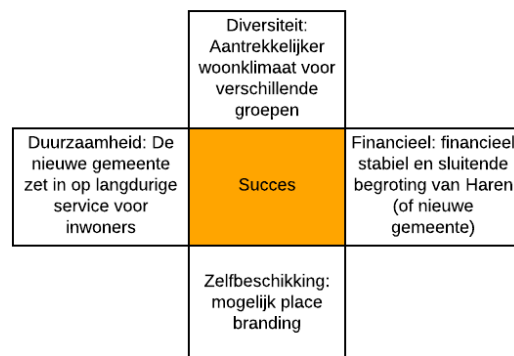 Diversiteit:
Aantrekkelijker
woonklimaat voor
verschillende
groepen
Duurzaamheid: De
nieuwe gemeente
zet in op langdurige
service voor
inwoners
Succes
Financieel: financieel
stabiel en sluitende
begroting van Haren
(of nieuwe
gemeente)
Zelfbeschikking:
mogelijk place
branding